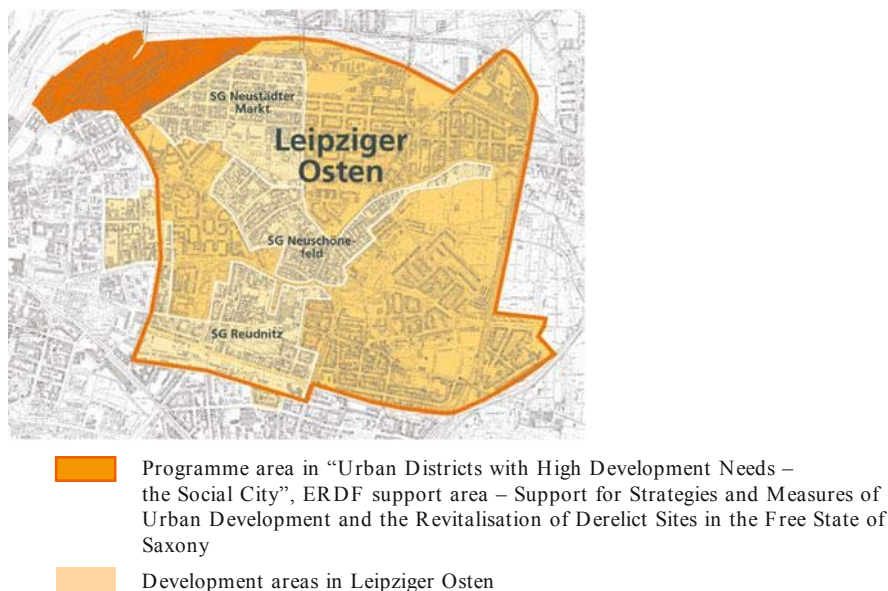 SG Neustädter
Markt
Leipziger
Osten
SG Neuschöne-
feld
SG Reudnitz
Programme area in “Urban Districts with High Development Needs –
the Social City”, ERDF support area – Support for Strategies and Measures of
Urban Development and the Revitalisation of Derelict Sites in the Free State of
Saxony
Development areas in Leipziger Osten